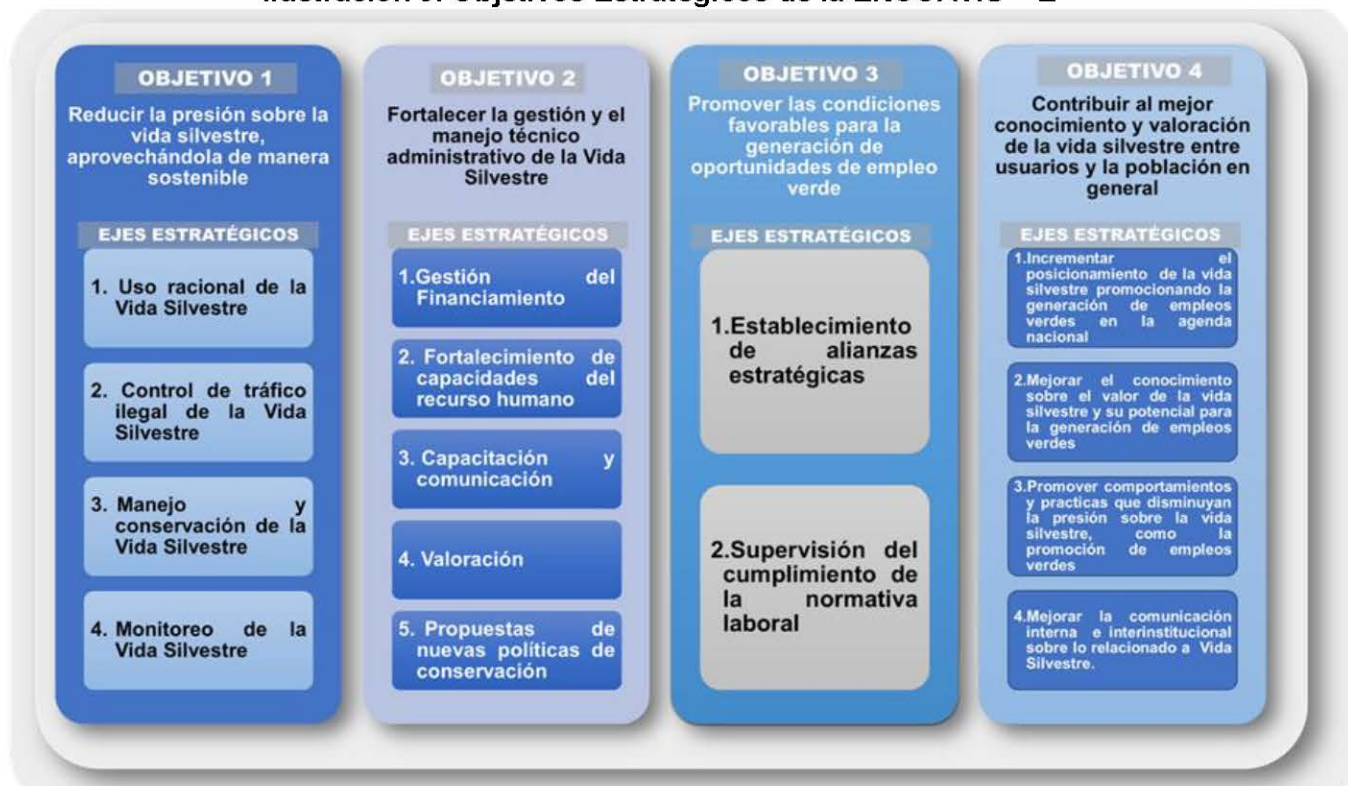 OBJETIVO 1
Reducir la presión sobre la
vida silvestre,
aprovechándola de manera
sostenible
EJES ESTRATÉGICOS
1. Uso racional de la
Vida Silvestre
2. Control de tráfico
ilegal de la Vida
Silvestre
3. Manejo y
conservación de la
Vida Silvestre
4. Monitoreo de la
Vida Silvestre
OBJETIVO 2
Fortalecer la gestión y el
manejo técnico
administrativo de la Vida
Silvestre
EJES ESTRATÉGICOS
1.Gestión del
Financiamiento
2. Fortalecimiento de
capacidades del
recurso humano
3. Capacitación y
comunicación
4. Valoración
5. Propuestas de
nuevas políticas de
conservación
OBJETIVO 3
Promover las condiciones
favorables para la
generación de
oportunidades de empleo
verde
EJES ESTRATÉGICOS
1.Establecimiento
de alianzas
estratégicas
2.Supervisión del
cumplimiento de
la normativa
laboral
OBJETIVO 4
Contribuir al mejor
conocimiento y valoración
de la vida silvestre entre
usuarios y la población en
general
EJES ESTRATÉGICOS
1.Incrementar el
posicionamiento de la vida
silvestre promocionando la
generación de empleos
verdes en la agenda
nacional
2.Mejorar el conocimiento
sobre el valor de la vida
silvestre y su potencial para
la generación de empleos
verdes
3.Promover comportamientos
y practicas que disminuyan
la presión sobre la vida
silvestre, como la
promoción de empleos
verdes
4.Mejorar la comunicación
interna e interinstitucional
sobre lo relacionado a Vida
Silvestre.